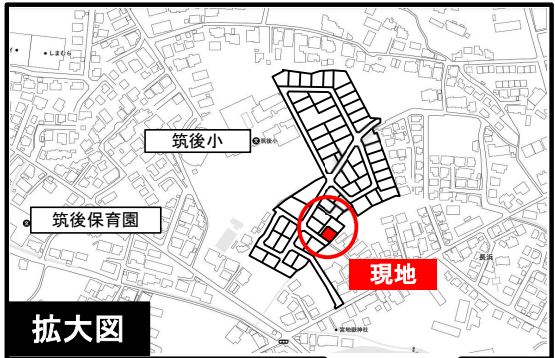 しまむら
筑後小
筑後小
筑後保育園
現地
長浜
拡大図
宮地嶽神社